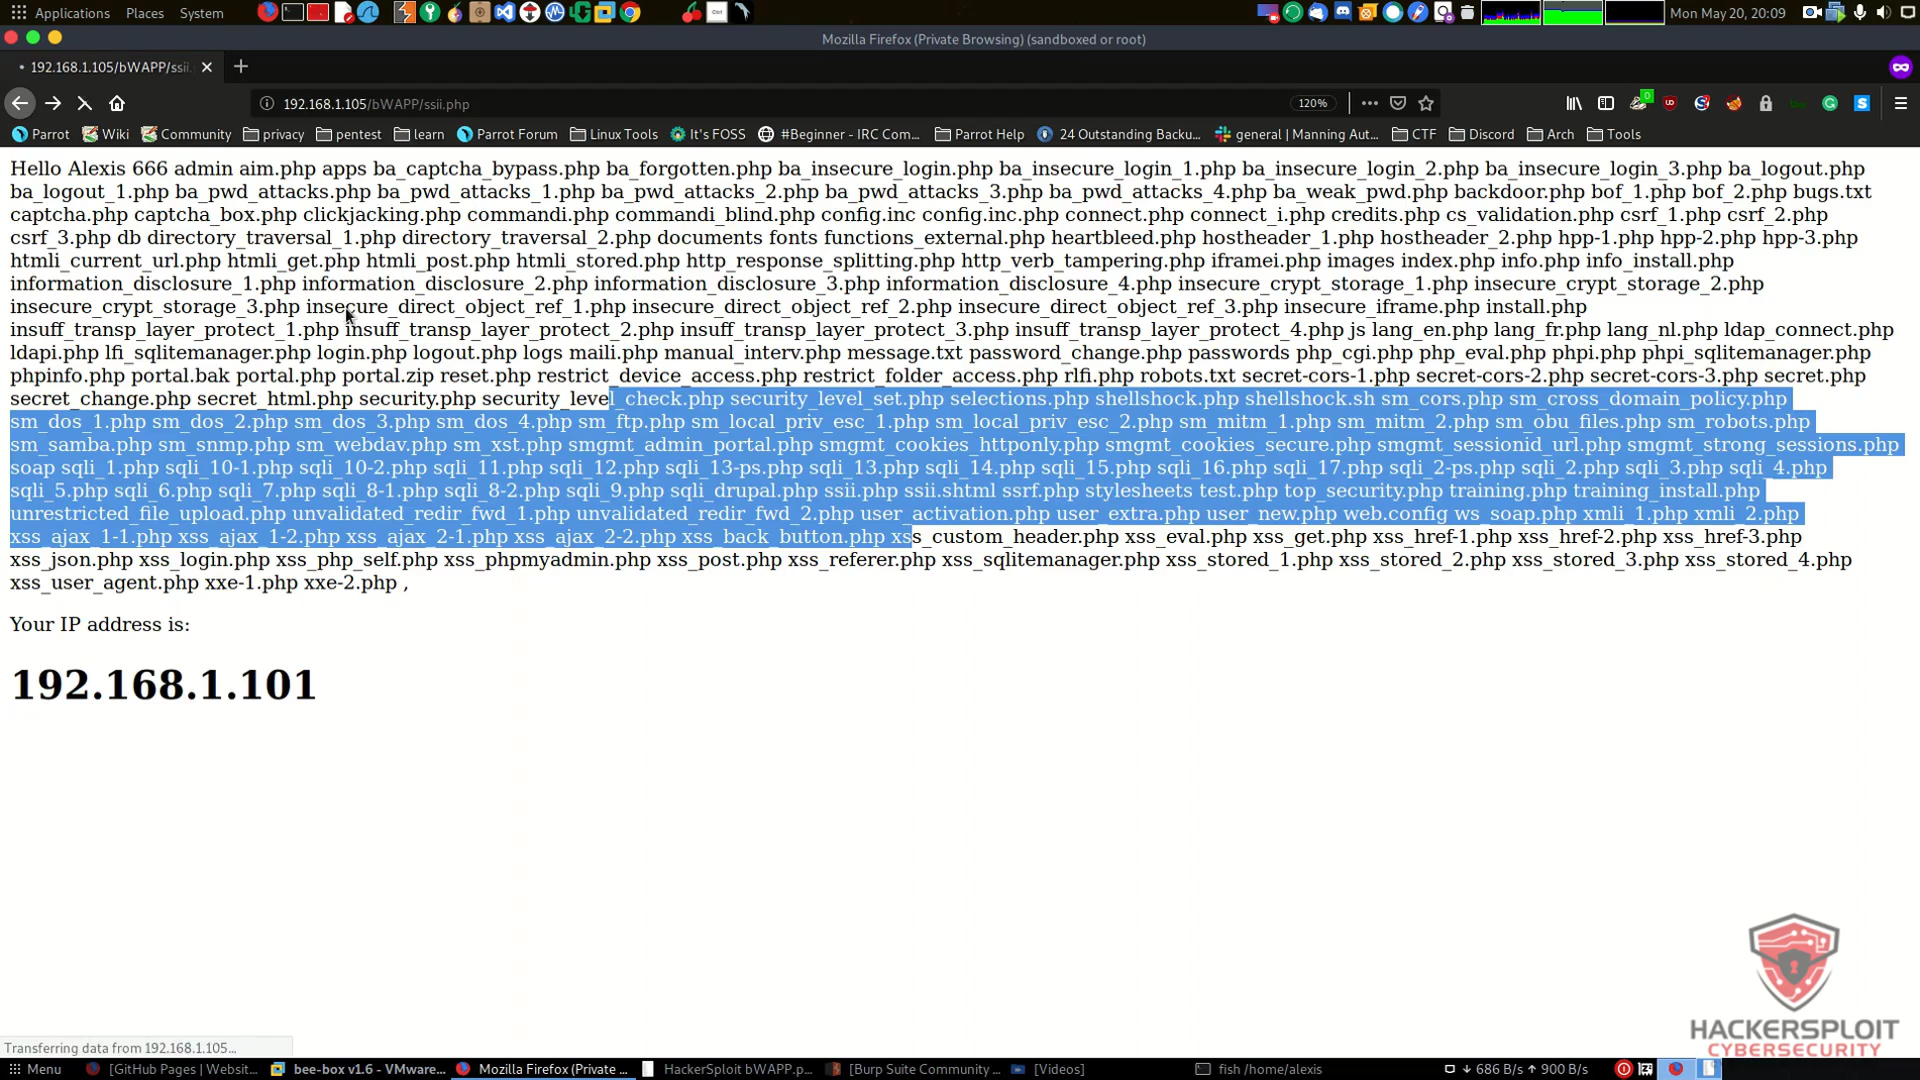 Applications Places System Mon May 20, 20:09
Mozilla Firefox (Private Browsing) (sandboxed or root)
192.168.1.105/bWAPP/ssii.
192.168.1.105/bWAPP/ssii.php 120%
Parrot Wiki Community privacy pentest learn Parrot Forum Linux Tools It's FOSS #Beginner - IRC Com... Parrot Help 24 Outstanding Backu... general | Manning Aut... CTF Discord Arch Tools
Hello Alexis 666 admin aim.php apps ba_captcha_bypass.php ba_forgotten.php ba_insecure_login.php ba_insecure_login_1.php ba_insecure_login_2.php ba_insecure_login_3.php ba_logout.php
ba_logout_1.php ba_pwd_attacks.php ba_pwd_attacks_1.php ba_pwd_attacks_2.php ba_pwd_attacks_3.php ba_pwd_attacks_4.php ba_weak_pwd.php backdoor.php bof_1.php bof_2.php bugs.txt
captcha.php captcha_box.php clickjacking.php commandi.php commandi_blind.php config.inc config.inc.php connect.php connect_i.php credits.php cs_validation.php csrf_1.php csrf_2.php
csrf_3.php db directory_traversal_1.php directory_traversal_2.php documents fonts functions_external.php heartbleed.php hostheader_1.php hostheader_2.php hpp-1.php hpp-2.php hpp-3.php
htmli_current_url.php htmli_get.php htmli_post.php htmli_stored.php http_response_splitting.php http_verb_tampering.php iframei.php images index.php info.php info_install.php
information_disclosure_1.php information_disclosure_2.php information_disclosure_3.php information_disclosure_4.php insecure_crypt_storage_1.php insecure_crypt_storage_2.php
insecure_crypt_storage_3.php insecure_direct_object_ref_1.php insecure_direct_object_ref_2.php insecure_direct_object_ref_3.php insecure_iframe.php install.php
insuff_transp_layer_protect_1.php insuff_transp_layer_protect_2.php insuff_transp_layer_protect_3.php insuff_transp_layer_protect_4.php js lang_en.php lang_fr.php lang_nl.php ldap_connect.php
ldapi.php lfi_sqlitemanager.php login.php logout.php logs maili.php manual_interv.php message.txt password_change.php passwords php_cgi.php php_eval.php phpi.php phpi_sqlitemanager.php
phpinfo.php portal.bak portal.php portal.zip reset.php restrict_device_access.php restrict_folder_access.php rlfi.php robots.txt secret-cors-1.php secret-cors-2.php secret-cors-3.php secret.php
secret_change.php secret_html.php security.php security_level_check.php security_level_set.php selections.php shellshock.php shellshock.sh sm_cors.php sm_cross_domain_policy.php
sm_dos_1.php sm_dos_2.php sm_dos_3.php sm_dos_4.php sm_ftp.php sm_local_priv_esc_1.php sm_local_priv_esc_2.php sm_mitm_1.php sm_mitm_2.php sm_obu_files.php sm_robots.php
sm_samba.php sm_snmp.php sm_webdav.php sm_xst.php smgmt_admin_portal.php smgmt_cookies_httponly.php smgmt_cookies_secure.php smgmt_sessionid_url.php smgmt_strong_sessions.php
soap sqli_1.php sqli_10-1.php sqli_10-2.php sqli_11.php sqli_12.php sqli_13-ps.php sqli_13.php sqli_14.php sqli_15.php sqli_16.php sqli_17.php sqli_2-ps.php sqli_2.php sqli_3.php sqli_4.php
sqli_5.php sqli_6.php sqli_7.php sqli_8-1.php sqli_8-2.php sqli_9.php sqli_drupal.php ssii.php ssii.shtml ssrf.php stylesheets test.php top_security.php training.php training_install.php
unrestricted_file_upload.php unvalidated_redir_fwd_1.php unvalidated_redir_fwd_2.php user_activation.php user_extra.php user_new.php web.config ws_soap.php xmli_1.php xmli_2.php
xss_ajax_1-1.php xss_ajax_1-2.php xss_ajax_2-1.php xss_ajax_2-2.php xss_back_button.php xss_custom_header.php xss_eval.php xss_get.php xss_href-1.php xss_href-2.php xss_href-3.php
xss_json.php xss_login.php xss_php_self.php xss_phpmyadmin.php xss_post.php xss_referer.php xss_sqlitemanager.php xss_stored_1.php xss_stored_2.php xss_stored_3.php xss_stored_4.php
xss_user_agent.php xxe-1.php xxe-2.php ,
Your IP address is:
192.168.1.101
HACKERSPLOIT
CYBERSECURITY
Transferring data from 192.168.1.105...
Menu [GitHub Pages | Websit... bee-box v1.6 - VMware... Mozilla Firefox (Private ... HackerSploit bWAPP.p... [Burp Suite Community ... [Videos] fish /home/alexis ↓ 686 B/s ↑ 900 B/s